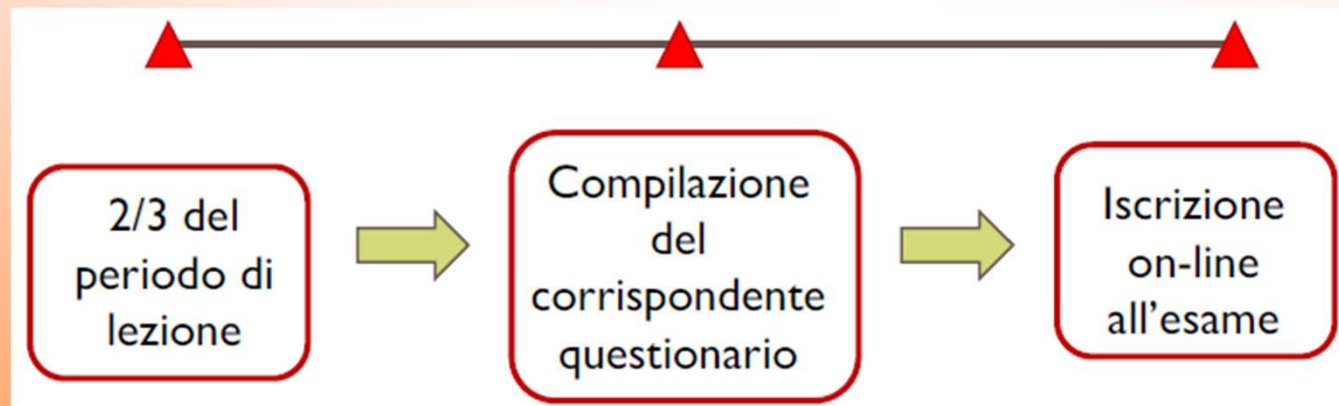 2/3 del
periodo di
lezione
Compilazione
del
corrispondente
questionario
Iscrizione
on-line
all'esame